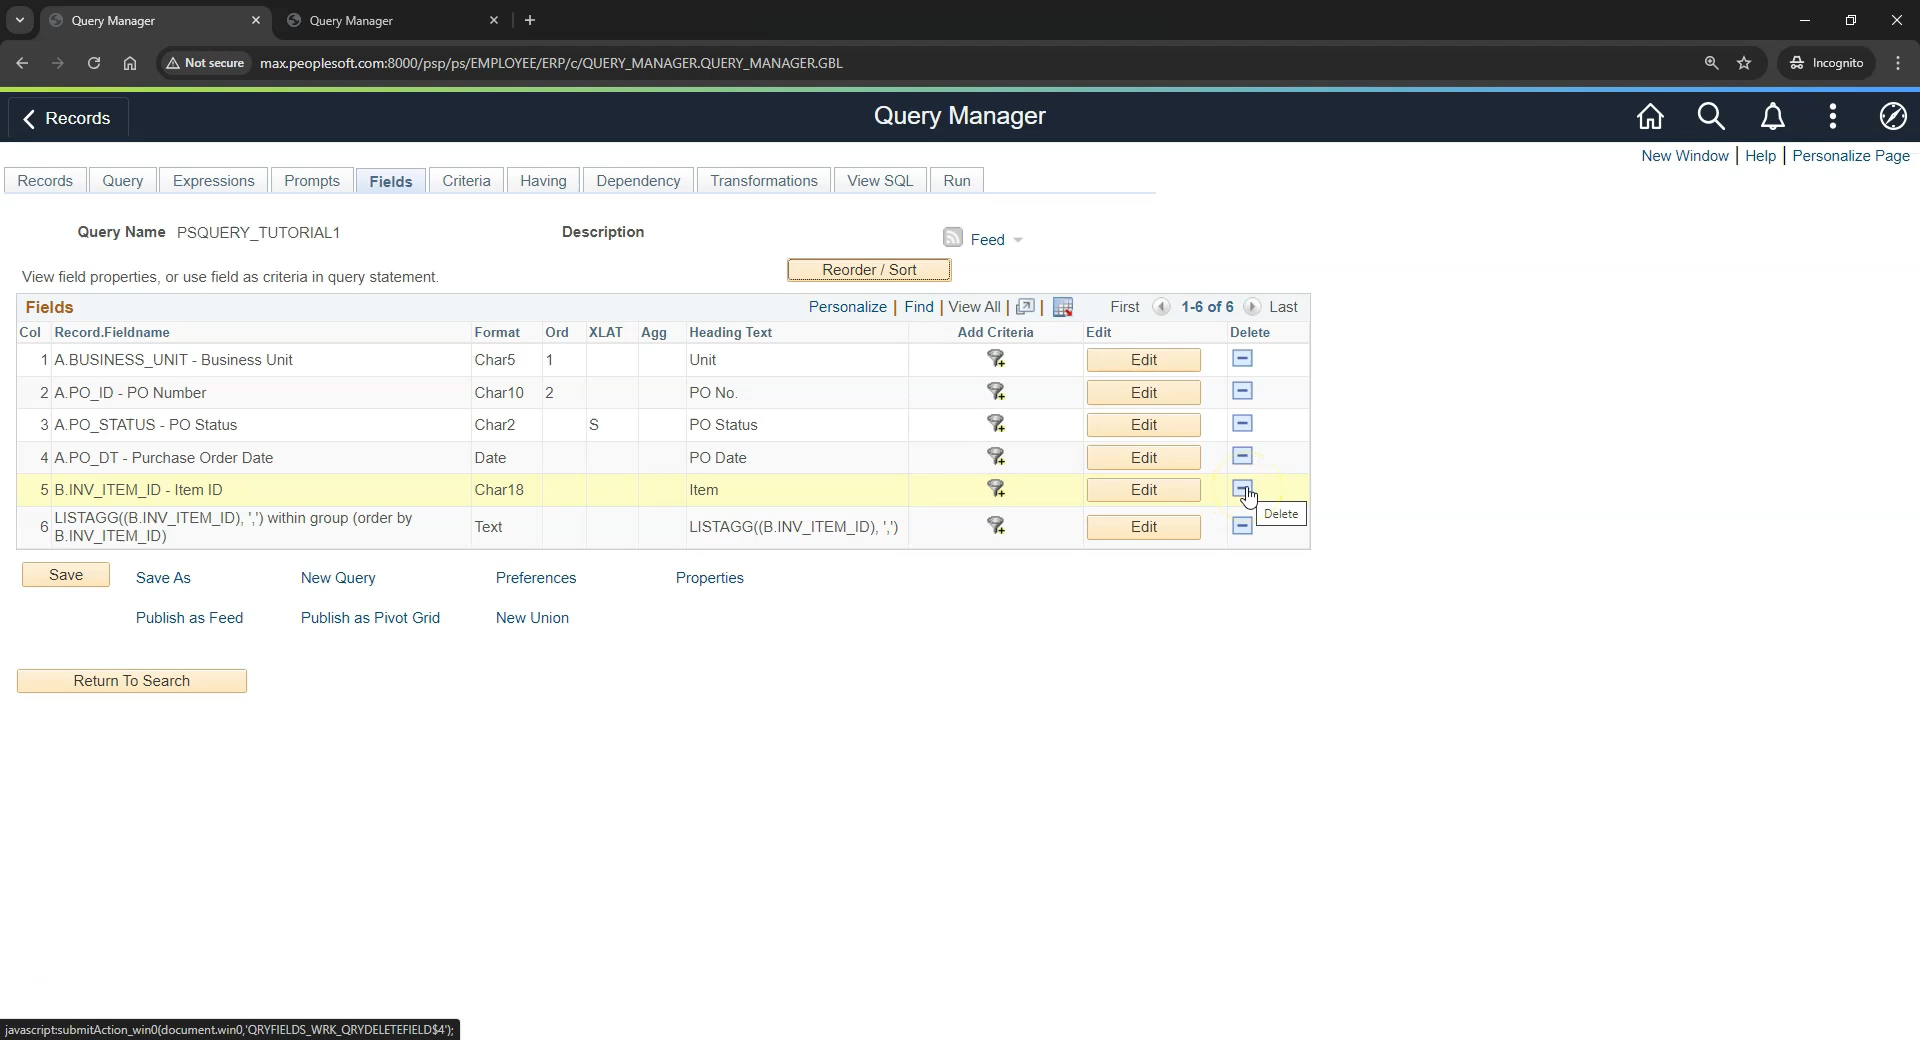 Query Manager
Query Manager
Not secure
max.peoplesoft.com:8000/psp/ps/EMPLOYEE/ERP/c/QUERY_MANAGER.QUERY_MANAGER.GBL
Incognito
Records
Query Manager
New Window Help Personalize Page
Records Query Expressions Prompts Fields Criteria Having Dependency Transformations View SQL Run
Query Name PSQUERY_TUTORIAL1 Description Feed
View field properties, or use field as criteria in query statement. Reorder / Sort
Fields Personalize | Find | View All | | First 1-6 of 6 Last
Col Record.Fieldname Format Ord XLAT Agg Heading Text Add Criteria Edit Delete
1 A.BUSINESS_UNIT - Business Unit Char5 1 Unit Edit
2 A.PO_ID - PO Number Char10 2 PO No. Edit
3 A.PO_STATUS - PO Status Char2 S PO Status Edit
4 A.PO_DT - Purchase Order Date Date PO Date Edit
5 B.INV_ITEM_ID - Item ID Char18 Item Edit
Delete
6 LISTAGG((B.INV_ITEM_ID), ',') within group (order by
B.INV_ITEM_ID) Text LISTAGG((B.INV_ITEM_ID), ',') Edit
Save Save As New Query Preferences Properties
Publish as Feed Publish as Pivot Grid New Union
Return To Search
javascript:submitAction_win0(document.win0,'QRYFIELDS_WRK_QRYDELETEFIELD$4');